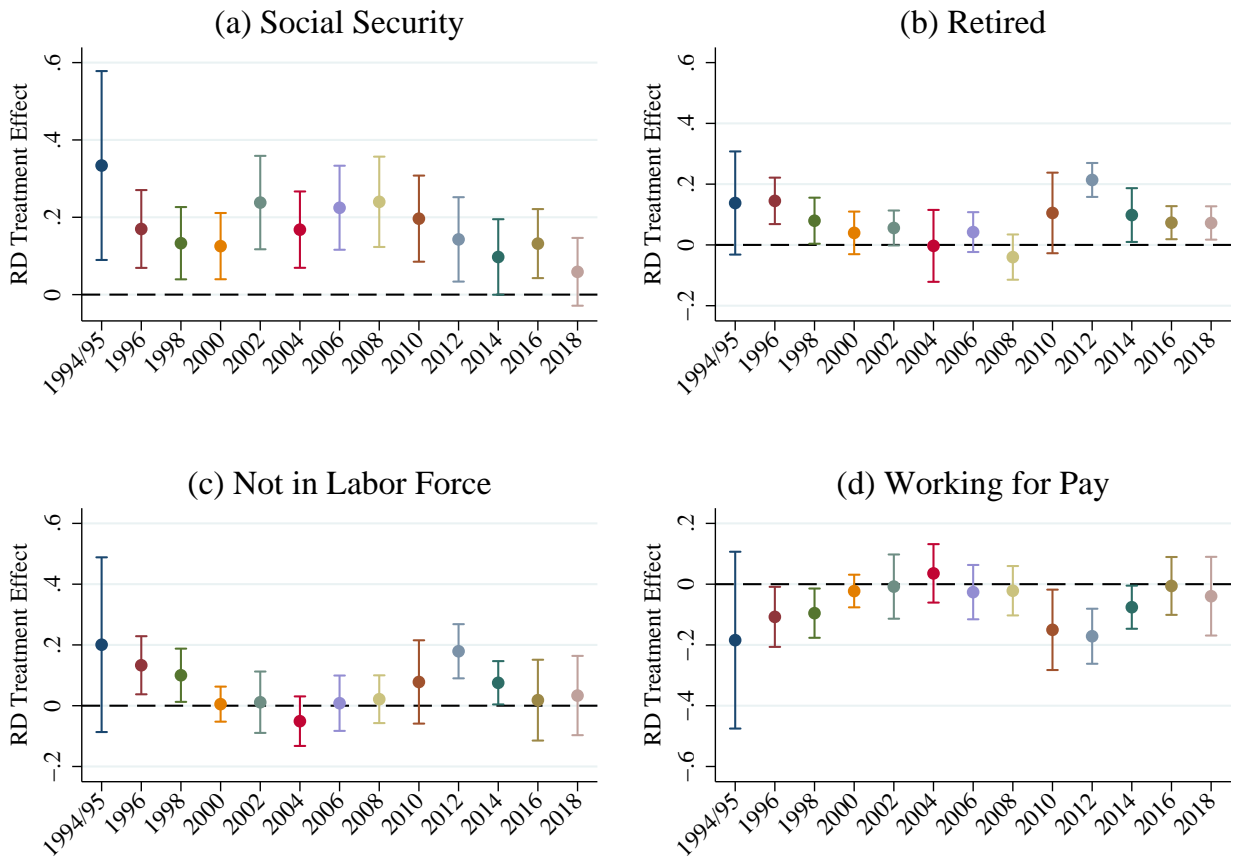 (a) Social Security
RD Treatment Effect
.6
.4
.2
0
1994/95 1996 1998 2000 2002 2004 2006 2008 2010 2012 2014 2016 2018
(b) Retired
RD Treatment Effect
.6
.4
.2
0
−.2
1994/95 1996 1998 2000 2002 2004 2006 2008 2010 2012 2014 2016 2018
(c) Not in Labor Force
RD Treatment Effect
.6
.4
.2
0
−.2
1994/95 1996 1998 2000 2002 2004 2006 2008 2010 2012 2014 2016 2018
(d) Working for Pay
RD Treatment Effect
.2
0
−.2
−.4
−.6
1994/95 1996 1998 2000 2002 2004 2006 2008 2010 2012 2014 2016 2018